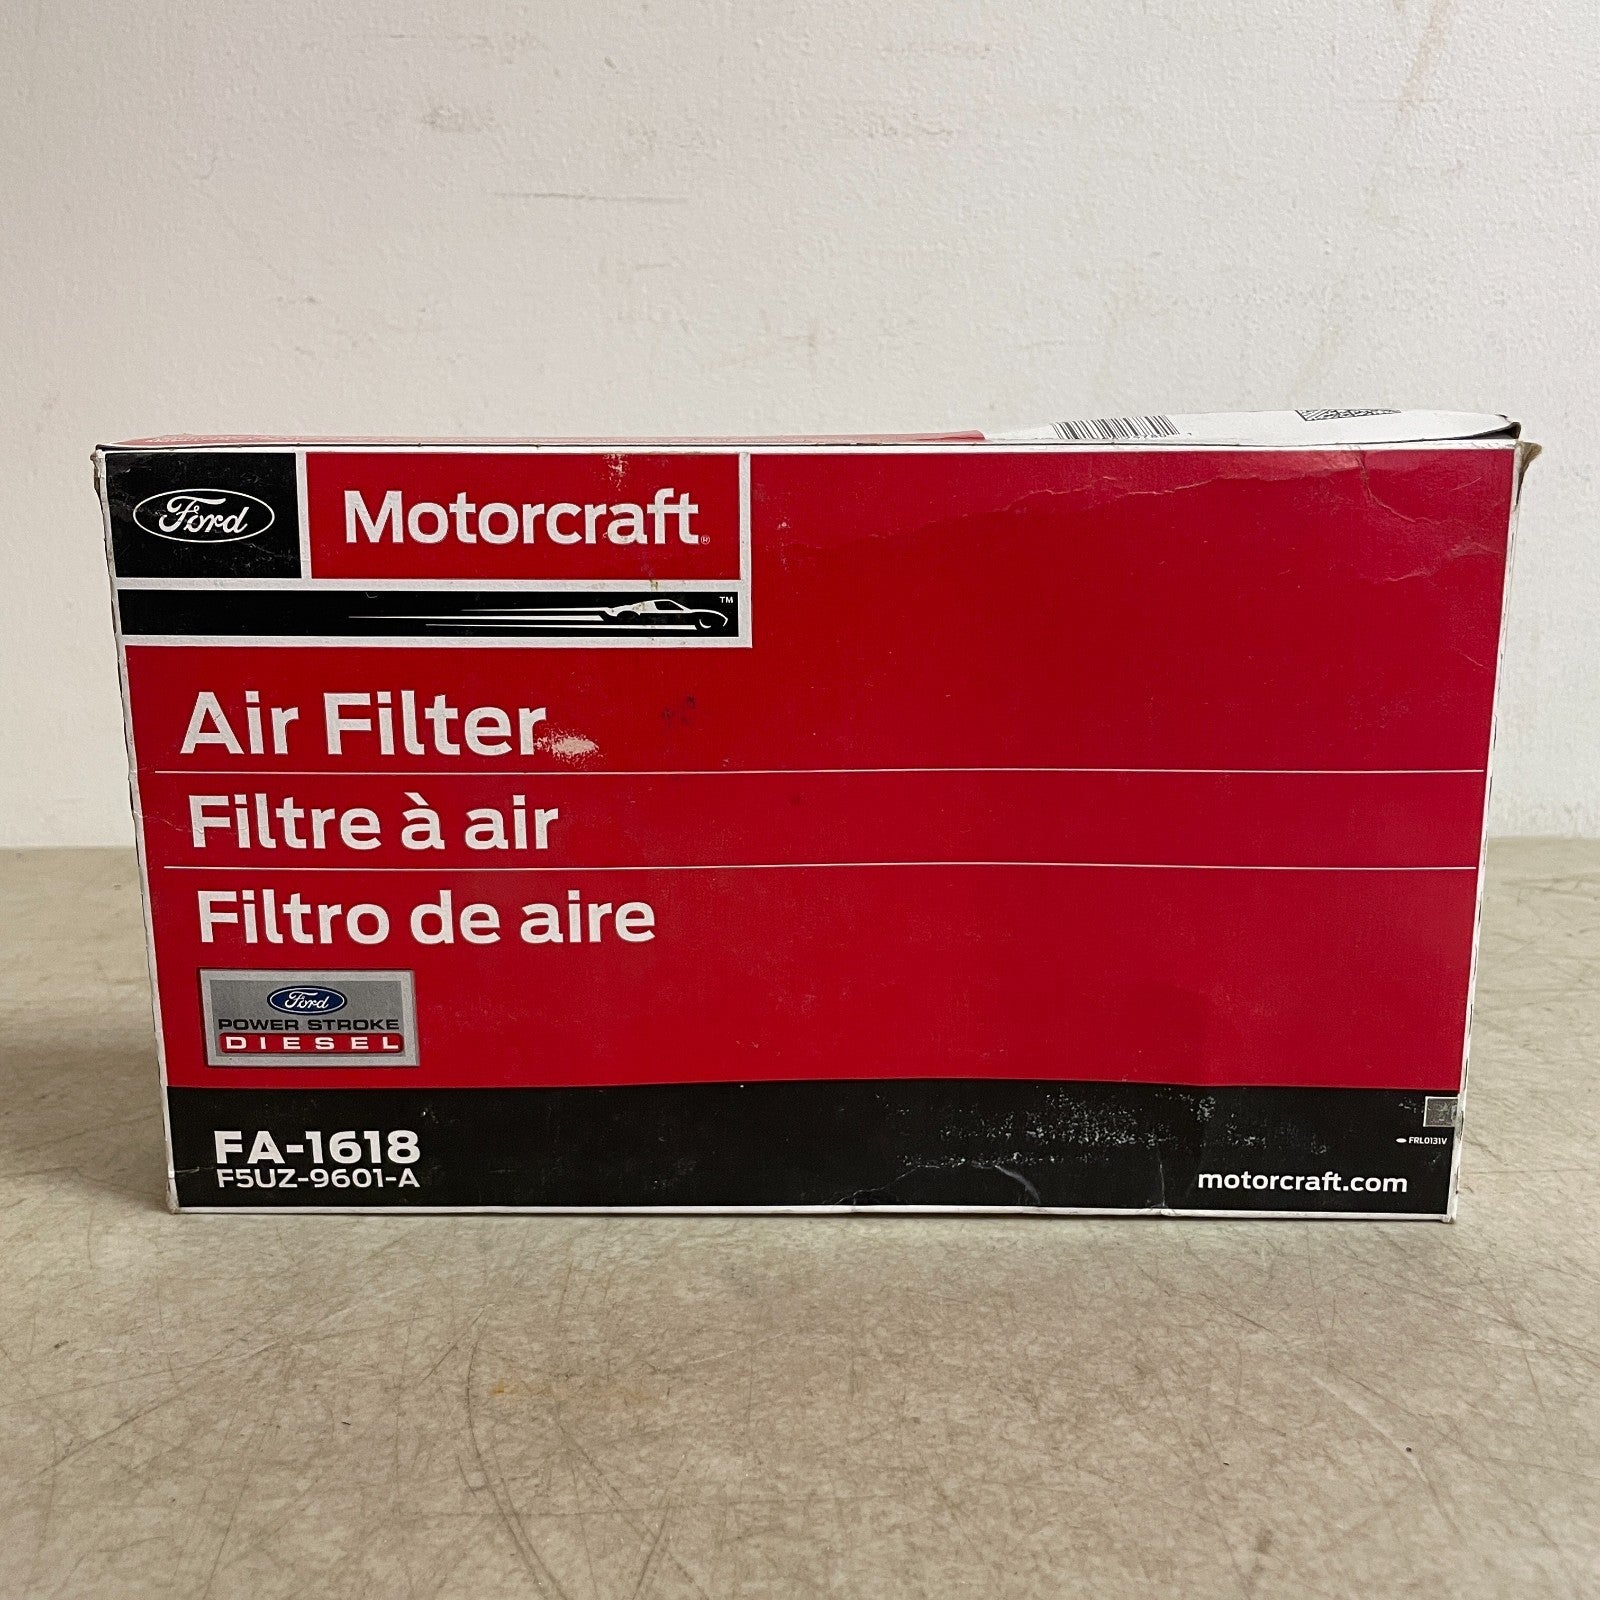 Ford Motorcraft®
TM
Air Filter
Filtre à air
Filtro de aire
Ford
POWER STROKE
DIESEL
FA-1618
F5UZ-9601-A
FRL0131V
motorcraft.com